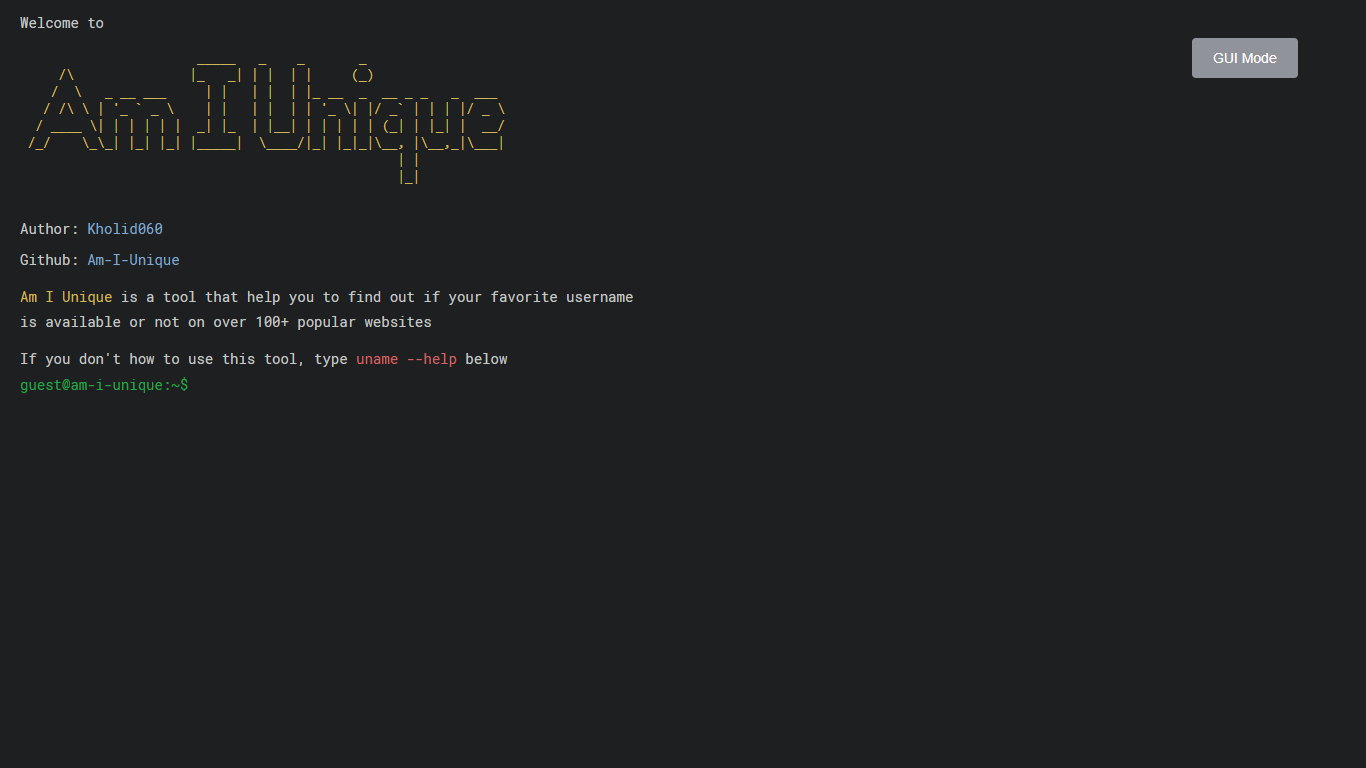 Welcome to
GUI Mode
Am I Unique
Author: Kholid060
Github: Am-I-Unique
Am I Unique is a tool that help you to find out if your favorite username
is available or not on over 100+ popular websites
If you don't how to use this tool, type uname --help below
guest@am-i-unique:~$